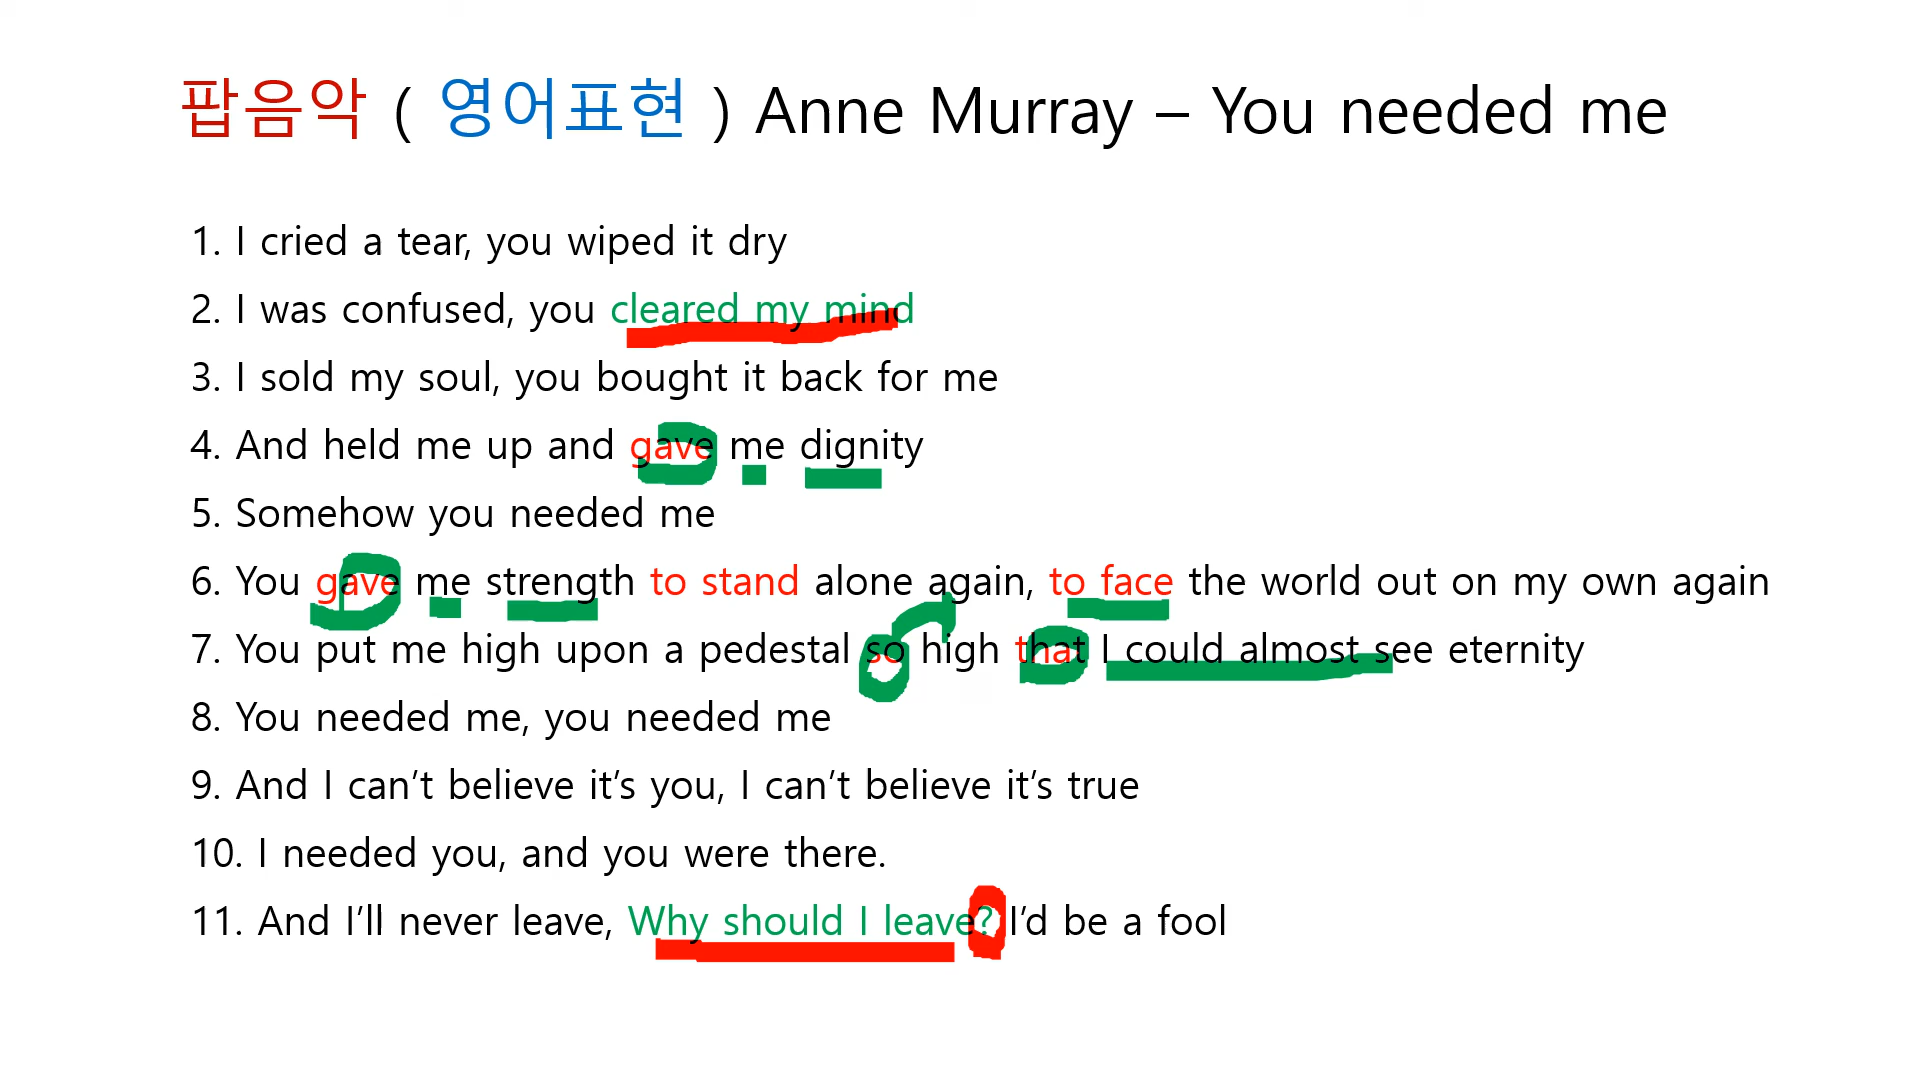 팝음악 ( 영어표현 ) Anne Murray – You needed me
1. I cried a tear, you wiped it dry
2. I was confused, you cleared my mind
3. I sold my soul, you bought it back for me
4. And held me up and gave me dignity
5. Somehow you needed me
6. You gave me strength to stand alone again, to face the world out on my own again
7. You put me high upon a pedestal so high that I could almost see eternity
8. You needed me, you needed me
9. And I can’t believe it’s you, I can’t believe it’s true
10. I needed you, and you were there.
11. And I’ll never leave, Why should I leave? I’d be a fool